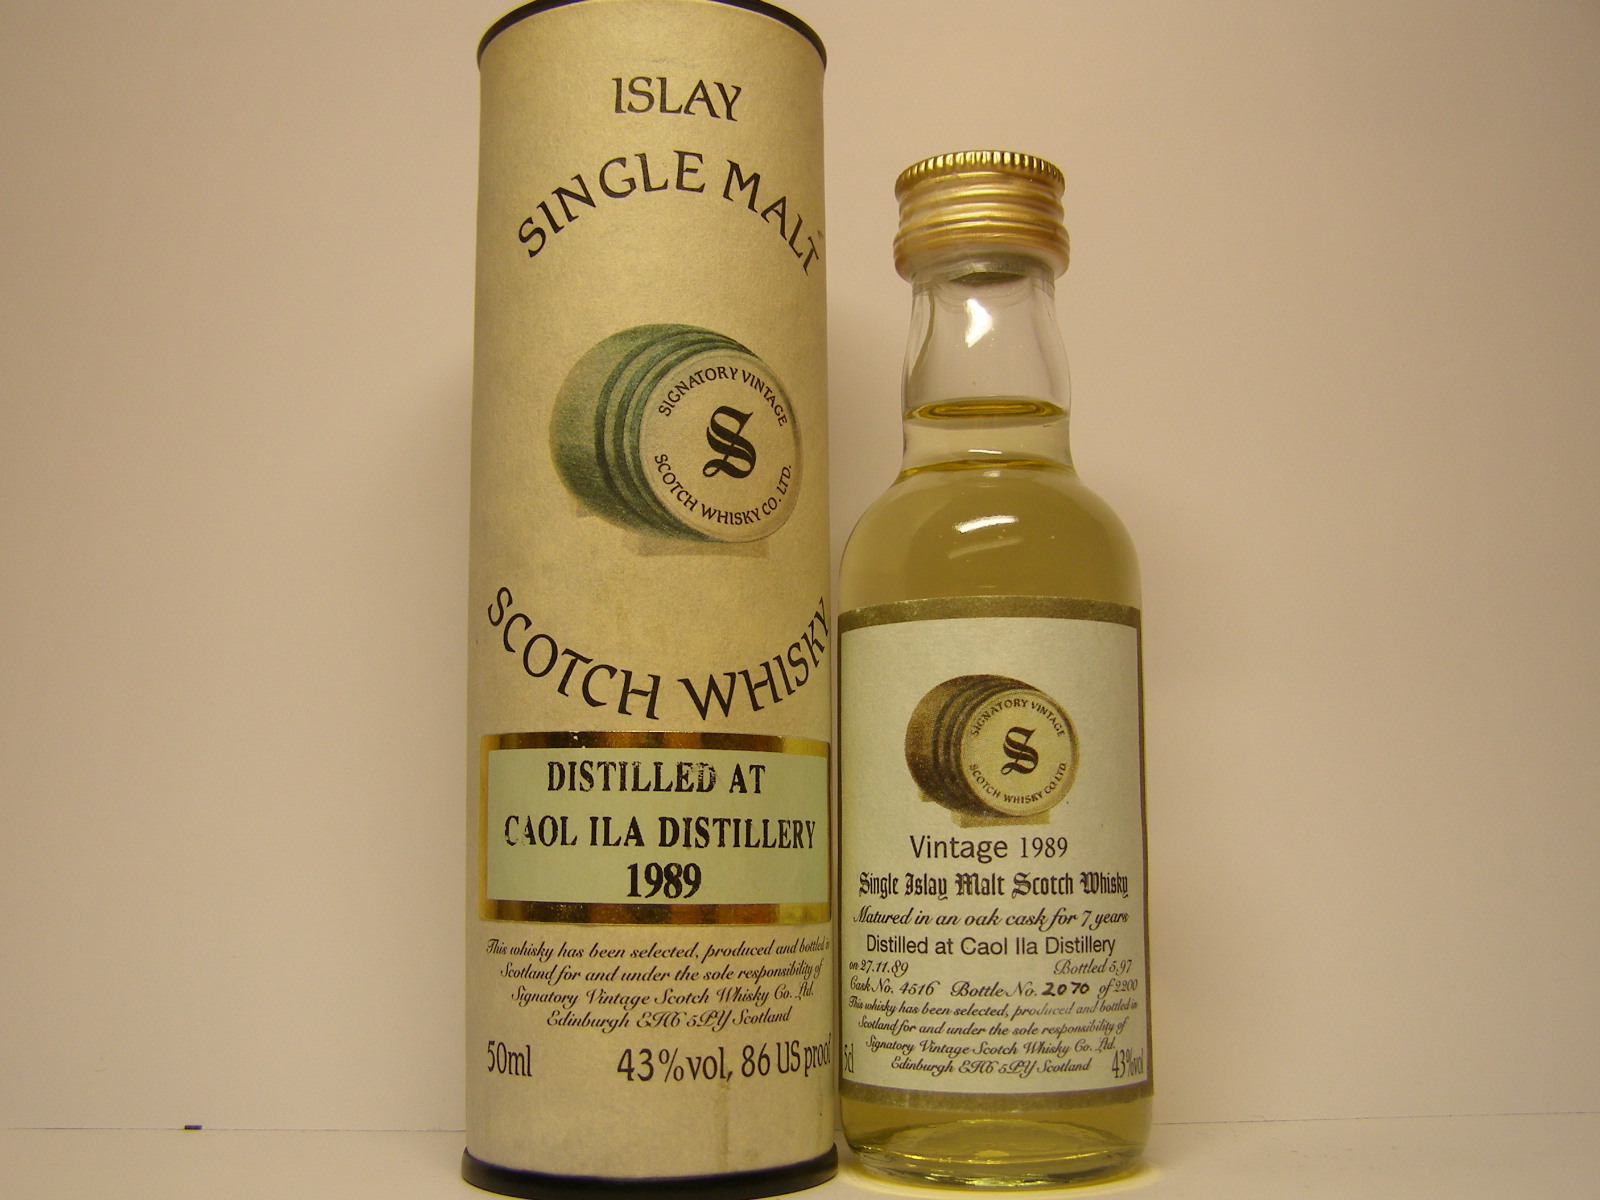 ISLAY
SINGLE MALT
SIGNATORY VINTAGE
S
SCOTCH WHISKY CO. LTD.
SCOTCH WHISKY
DISTILLED AT
CAOL ILA DISTILLERY
1989
This whisky has been selected, produced and bottled in
Scotland for and under the sole responsibility of
Signatory Vintage Scotch Whisky Co. Ltd.
Edinburgh EH6 5PY Scotland
50ml 43%vol, 86 US proof
SIGNATORY VINTAGE
S
SCOTCH WHISKY CO. LTD.
Vintage 1989
Single Islay Malt Scotch Whisky
Matured in an oak cask for 7 years
Distilled at Caol Ila Distillery
on 27.11.89 Bottled 5.97
Cask No. 4516 Bottle No. 2070 of 2200
This whisky has been selected, produced and bottled in
Scotland for and under the sole responsibility of
Signatory Vintage Scotch Whisky Co. Ltd.
Edinburgh EH6 5PY Scotland
5cl 43%vol